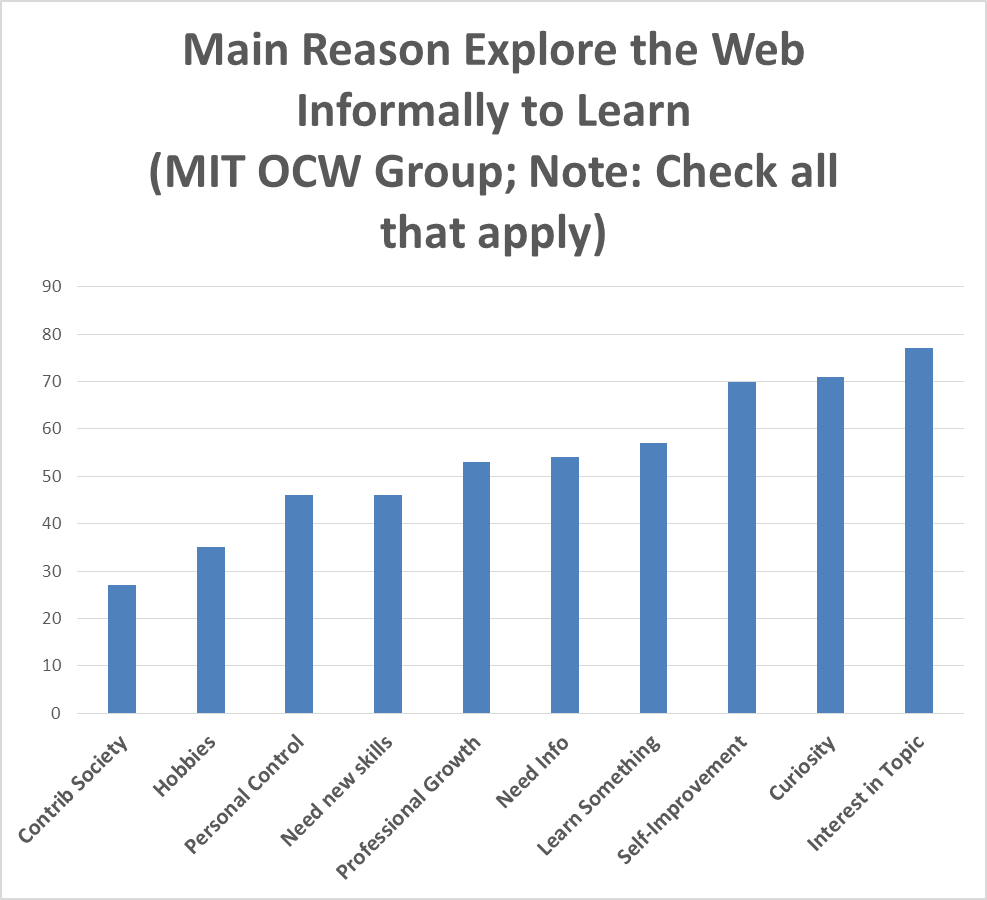 Main Reason Explore the Web
Informally to Learn
(MIT OCW Group; Note: Check all
that apply)
90
80
70
60
50
40
30
20
10
0
Contrib Society
Hobbies
Personal Control
Need new skills
Professional Growth
Need Info
Learn Something
Self-Improvement
Curiosity
Interest in Topic